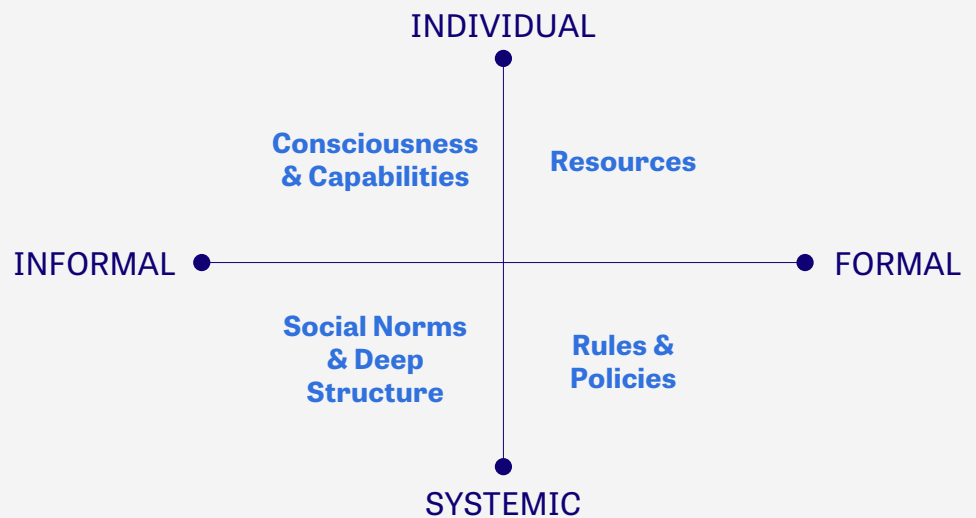 INDIVIDUAL
Consciousness
& Capabilities
Resources
INFORMAL
FORMAL
Social Norms
& Deep
Structure
Rules &
Policies
SYSTEMIC